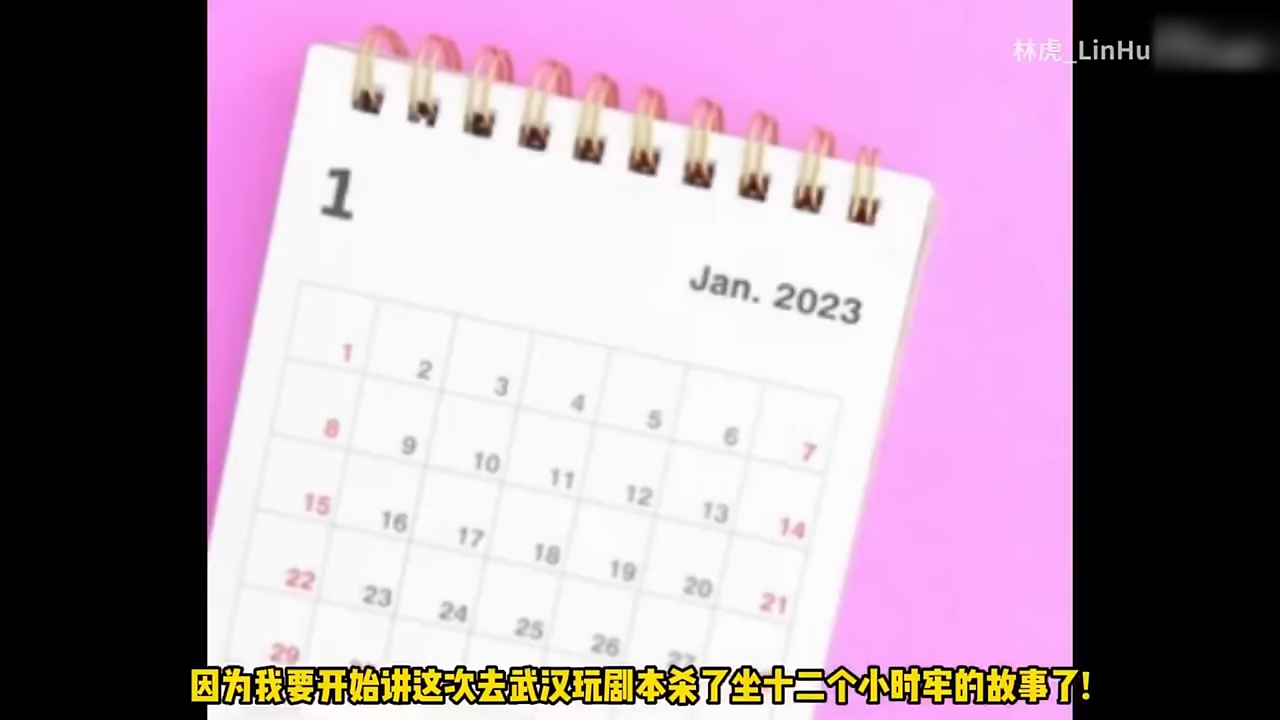 林虎_LinHu
1
Jan. 2023
1 2 3 4 5 6 7
8 9 10 11 12 13 14
15 16 17 18 19 20 21
22 23 24 25 26 27
29
因为我要开始讲这次去武汉玩剧本杀了坐十二个小时牢的故事了!